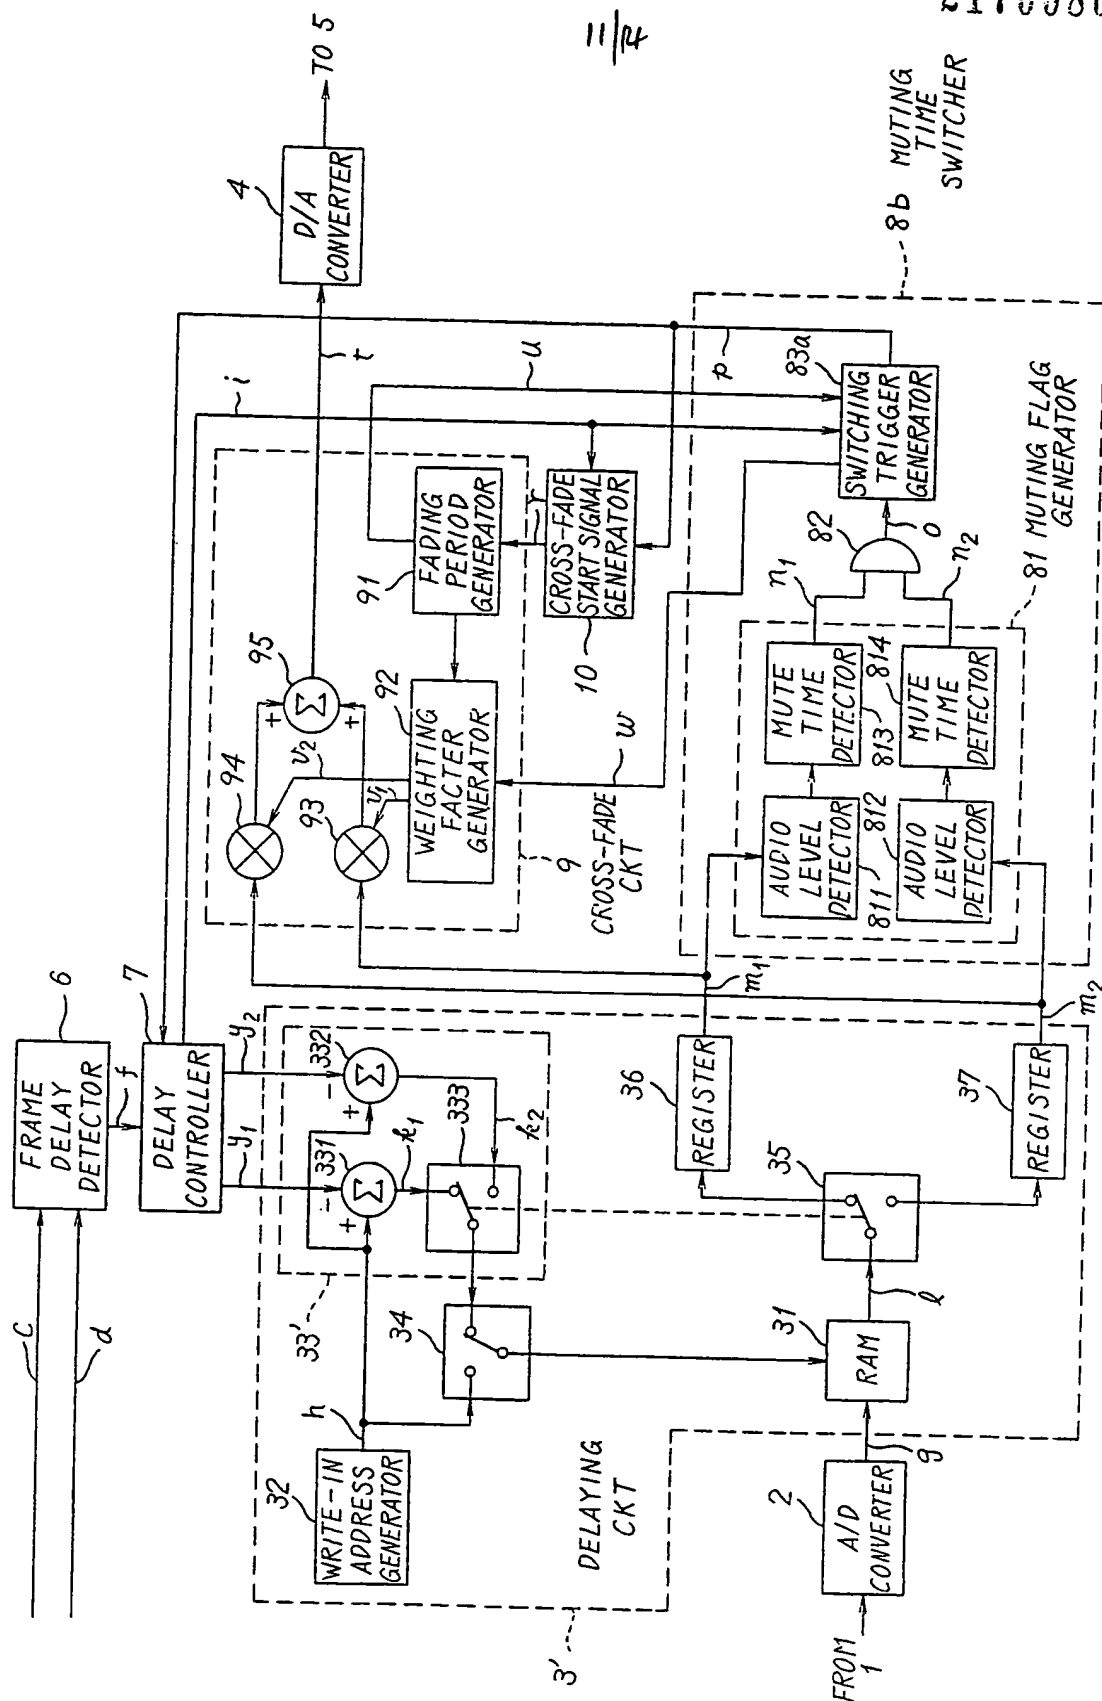 11/14
C
d
FRAME
DELAY
DETECTOR
6
f
DELAY
CONTROLLER
7
y1
y2
i
WRITE-IN
ADDRESS
GENERATOR
32
h
33'
331
332
333
k1
k2
+
-
+
-
Σ
Σ
34
DELAYING
CKT
3'
FROM
1
A/D
CONVERTER
2
g
RAM
31
l
35
REGISTER
36
REGISTER
37
m1
m2
94
93
v2
v1
95
Σ
+
+
WEIGHTING
FACTER
GENERATOR
92
FADING
PERIOD
GENERATOR
91
9
CROSS-FADE
CKT
r
CROSS-FADE
START SIGNAL
GENERATOR
10
w
u
t
D/A
CONVERTER
4
TO 5
AUDIO
LEVEL
DETECTOR
811
AUDIO
LEVEL
DETECTOR
812
MUTE
TIME
DETECTOR
813
MUTE
TIME
DETECTOR
814
n1
n2
82
o
SWITCHING
TRIGGER
GENERATOR
83a
p
81 MUTING FLAG
GENERATOR
8b MUTING
TIME
SWITCHER